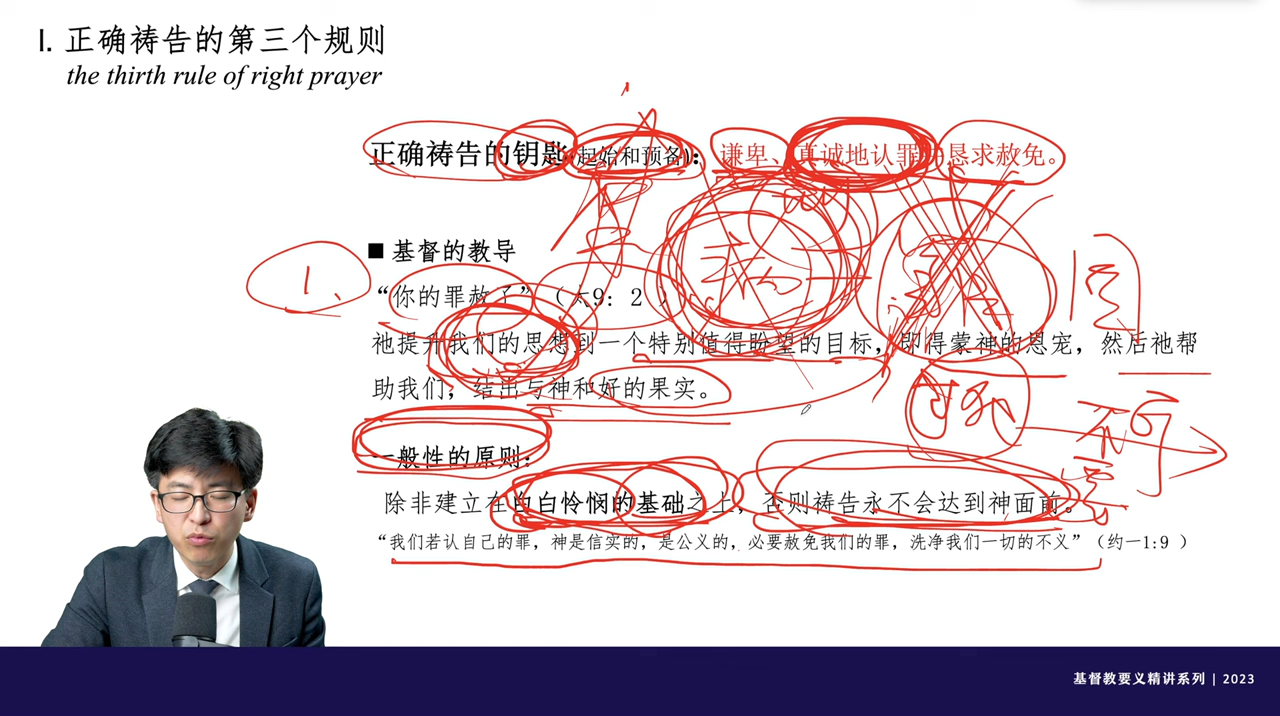 I. 正确祷告的第三个规则
the thirth rule of right prayer
正确祷告的钥匙(起始和预备)：谦卑、真诚地认罪和恳求赦免。
■ 基督的教导
1、
“你的罪赦了”（太9：2 ）
祂提升我们的思想到一个特别值得盼望的目标，即得蒙神的恩宠，然后祂帮
助我们，结出与神和好的果实。
一般性的原则：
除非建立在白白怜悯的基础之上，否则祷告永不会达到神面前。
“我们若认自己的罪，神是信实的，是公义的，必要赦免我们的罪，洗净我们一切的不义”（约一1:9 ）
基督教要义精讲系列 | 2023